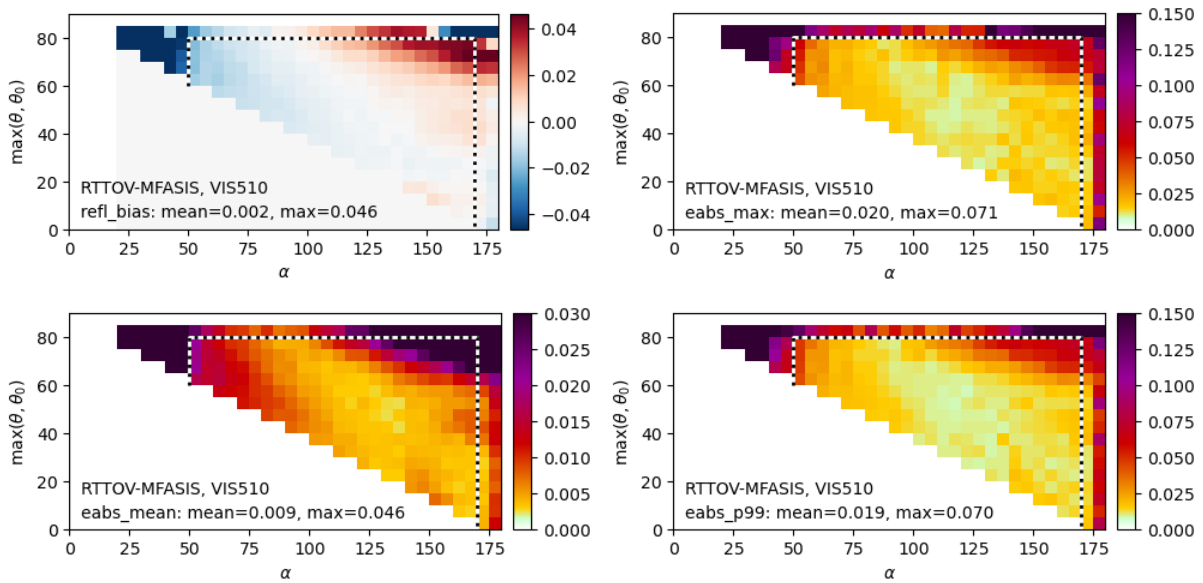 max(θ, θ₀)
80
60
40
20
0
RTTOV-MFASIS, VIS510
refl_bias: mean=0.002, max=0.046
0 25 50 75 100 125 150 175
α
0.04
0.02
0.00
−0.02
−0.04
max(θ, θ₀)
80
60
40
20
0
RTTOV-MFASIS, VIS510
eabs_max: mean=0.020, max=0.071
0 25 50 75 100 125 150 175
α
0.150
0.125
0.100
0.075
0.050
0.025
0.000
max(θ, θ₀)
80
60
40
20
0
RTTOV-MFASIS, VIS510
eabs_mean: mean=0.009, max=0.046
0 25 50 75 100 125 150 175
α
0.030
0.025
0.020
0.015
0.010
0.005
0.000
max(θ, θ₀)
80
60
40
20
0
RTTOV-MFASIS, VIS510
eabs_p99: mean=0.019, max=0.070
0 25 50 75 100 125 150 175
α
0.150
0.125
0.100
0.075
0.050
0.025
0.000